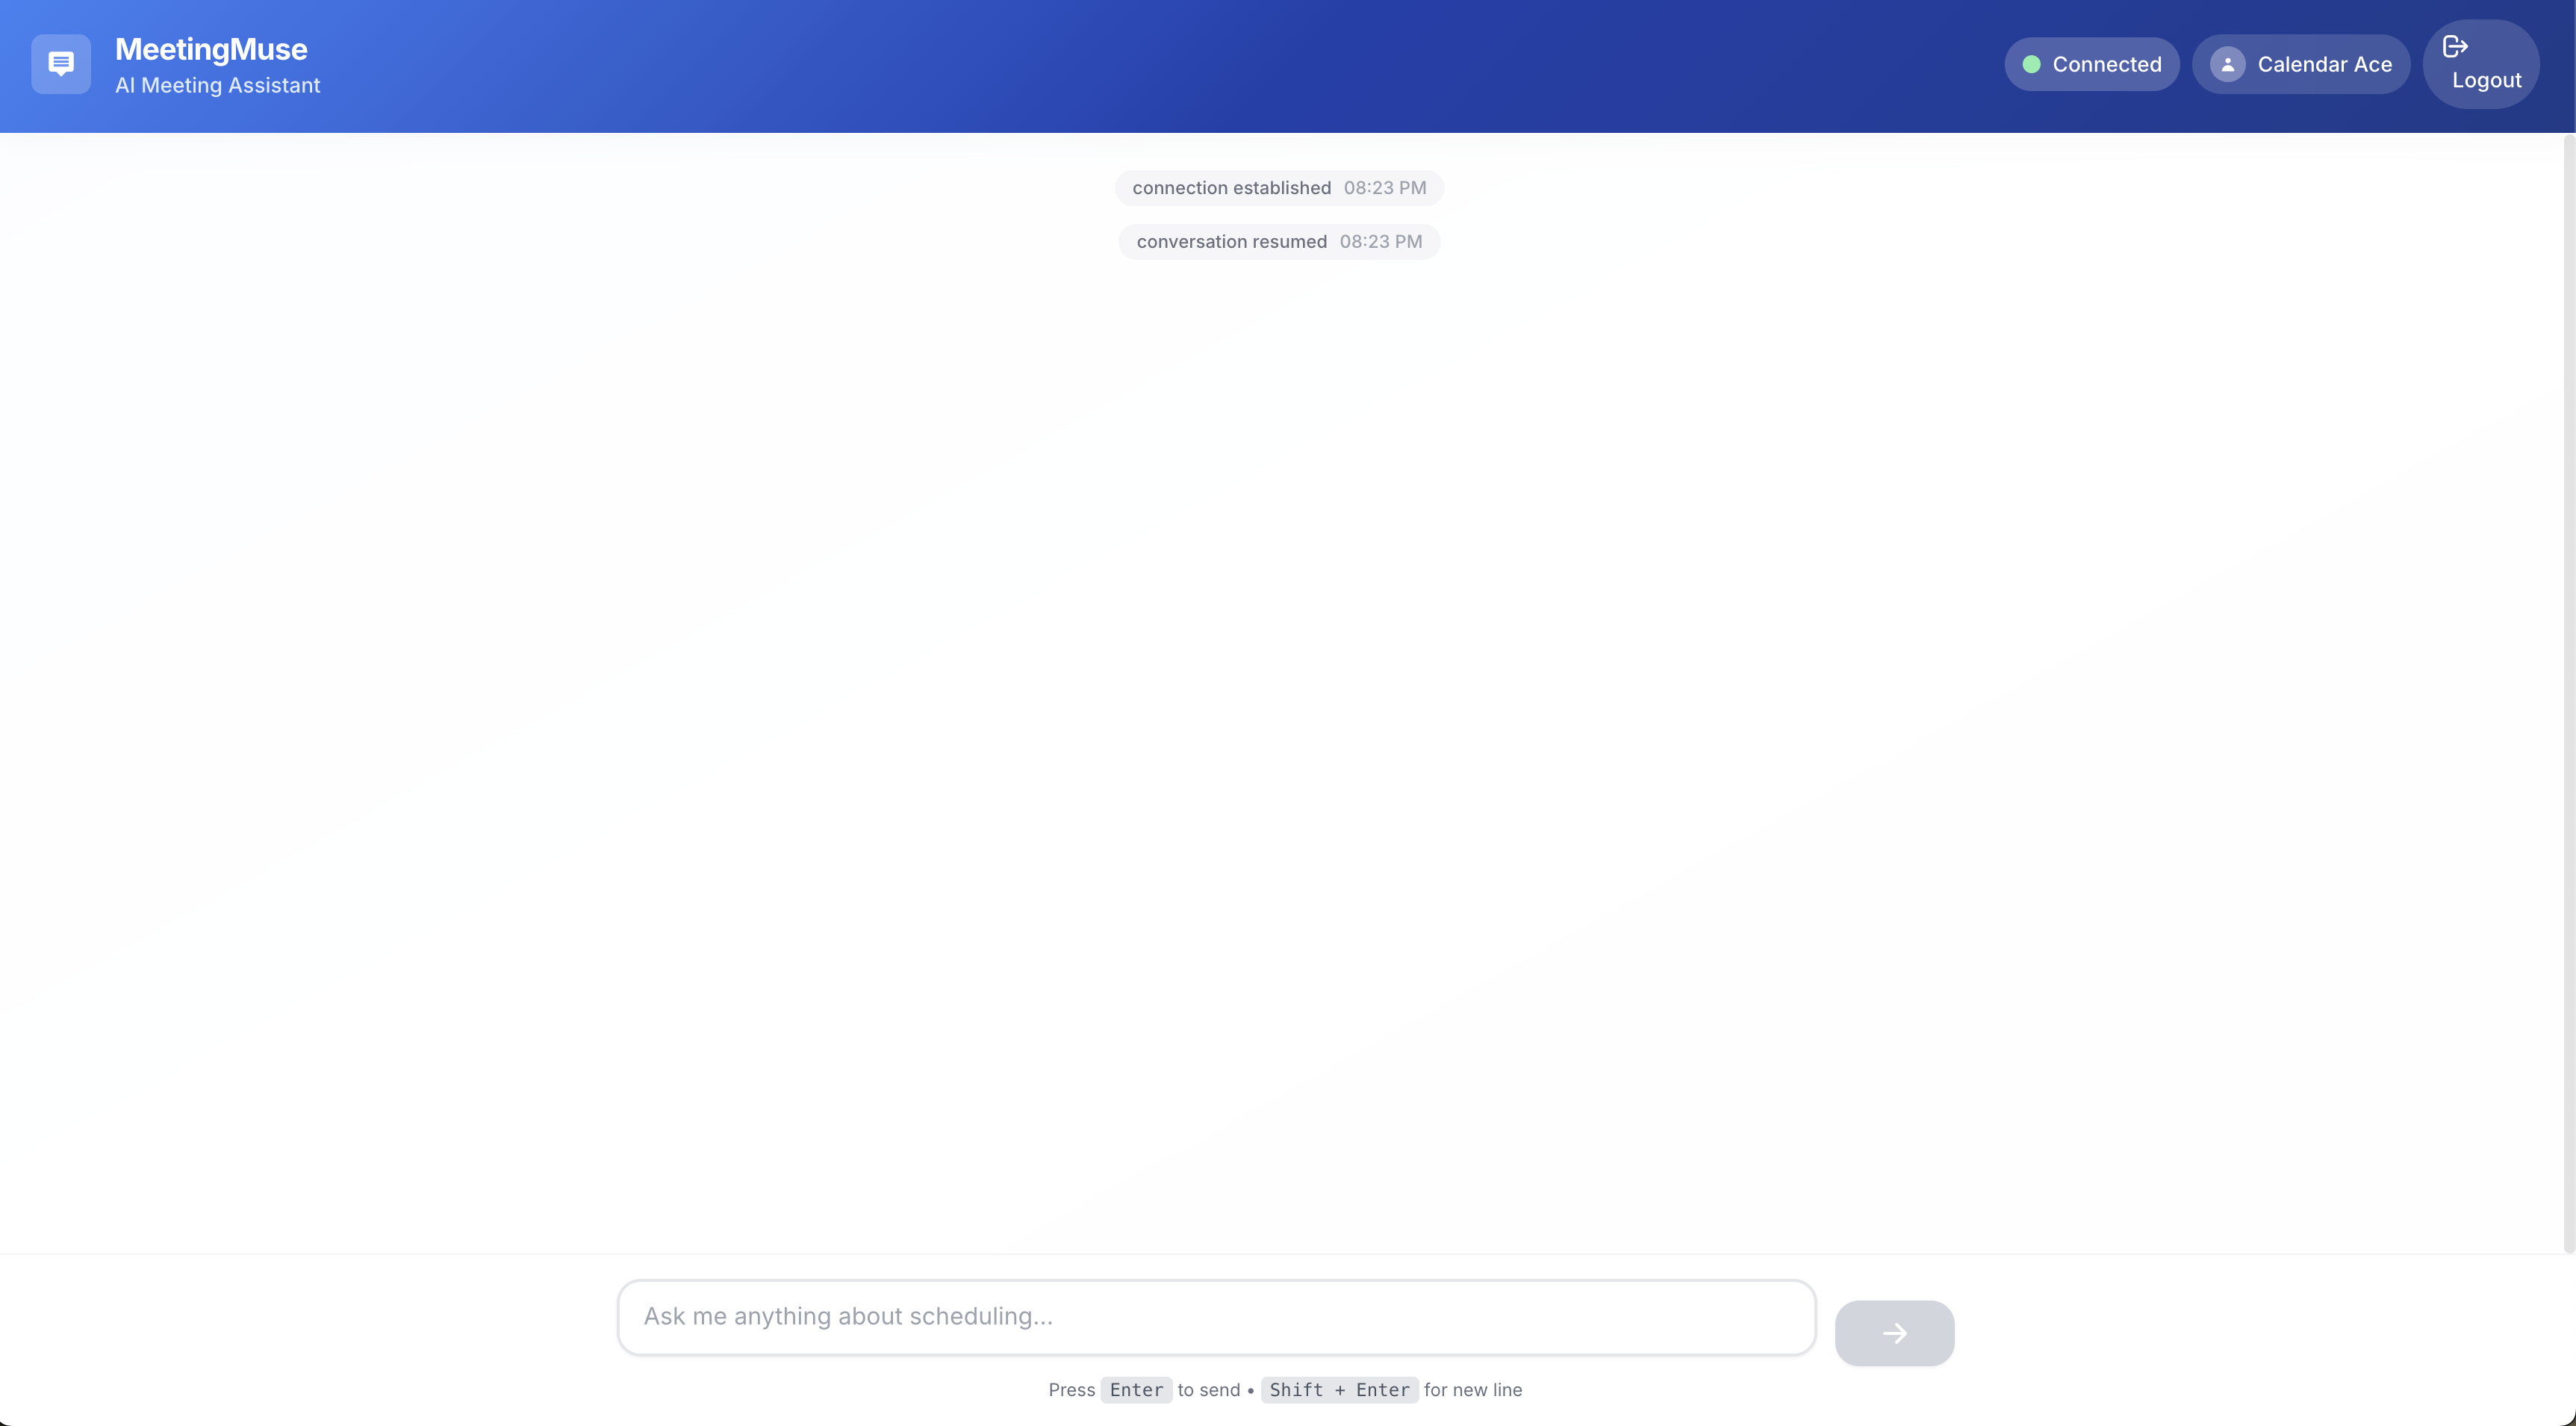 MeetingMuse
AI Meeting Assistant
Connected
Calendar Ace
Logout
connection established 08:23 PM
conversation resumed 08:23 PM
Ask me anything about scheduling...
Press Enter to send • Shift + Enter for new line